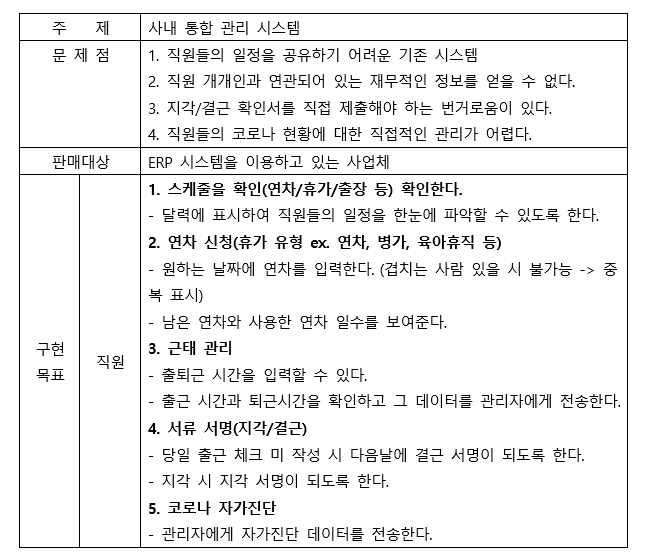 주 제 사내 통합 관리 시스템
문 제 점 1. 직원들의 일정을 공유하기 어려운 기존 시스템
2. 직원 개개인과 연관되어 있는 재무적인 정보를 얻을 수 없다.
3. 지각/결근 확인서를 직접 제출해야 하는 번거로움이 있다.
4. 직원들의 코로나 현황에 대한 직접적인 관리가 어렵다.
판매대상 ERP 시스템을 이용하고 있는 사업체
구현 목표
직원
1. 스케줄을 확인(연차/휴가/출장 등) 확인한다.
- 달력에 표시하여 직원들의 일정을 한눈에 파악할 수 있도록 한다.
2. 연차 신청(휴가 유형 ex. 연차, 병가, 육아휴직 등)
- 원하는 날짜에 연차를 입력한다. (겹치는 사람 있을 시 불가능 -> 중
복 표시)
- 남은 연차와 사용한 연차 일수를 보여준다.
3. 근태 관리
- 출퇴근 시간을 입력할 수 있다.
- 출근 시간과 퇴근시간을 확인하고 그 데이터를 관리자에게 전송한다.
4. 서류 서명(지각/결근)
- 당일 출근 체크 미 작성 시 다음날에 결근 서명이 되도록 한다.
- 지각 시 지각 서명이 되도록 한다.
5. 코로나 자가진단
- 관리자에게 자가진단 데이터를 전송한다.